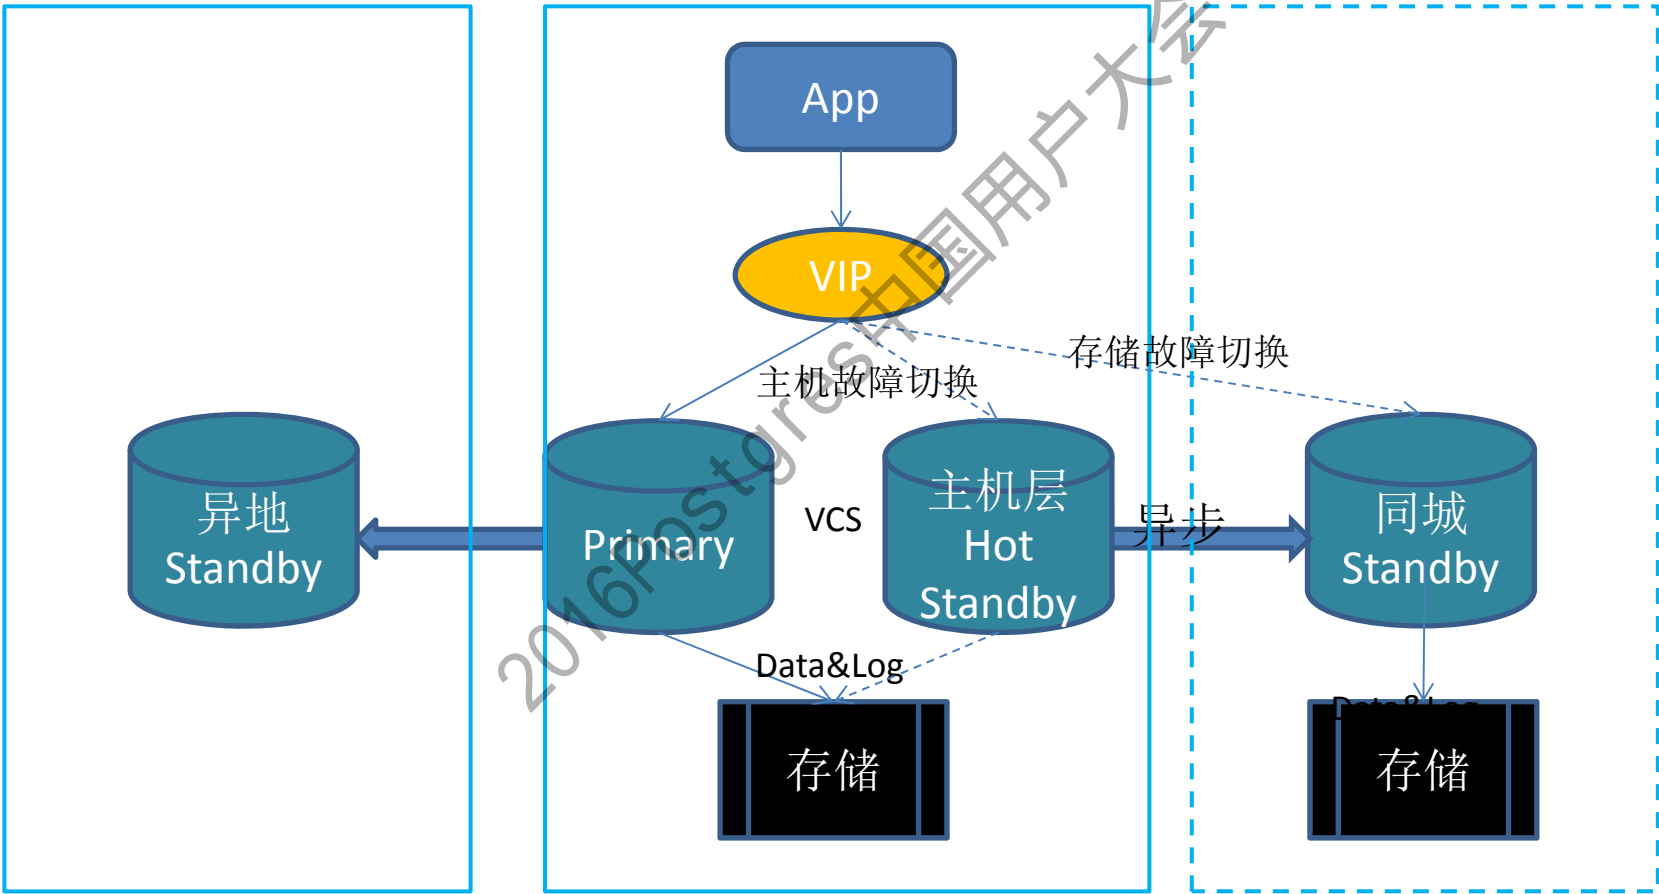 App
VIP
存储故障切换
主机故障切换
异地
Standby
Primary
VCS
主机层
Hot
Standby
异步
同城
Standby
Data&Log
Data&Log
存储
存储
2016Postgres中国用户大会